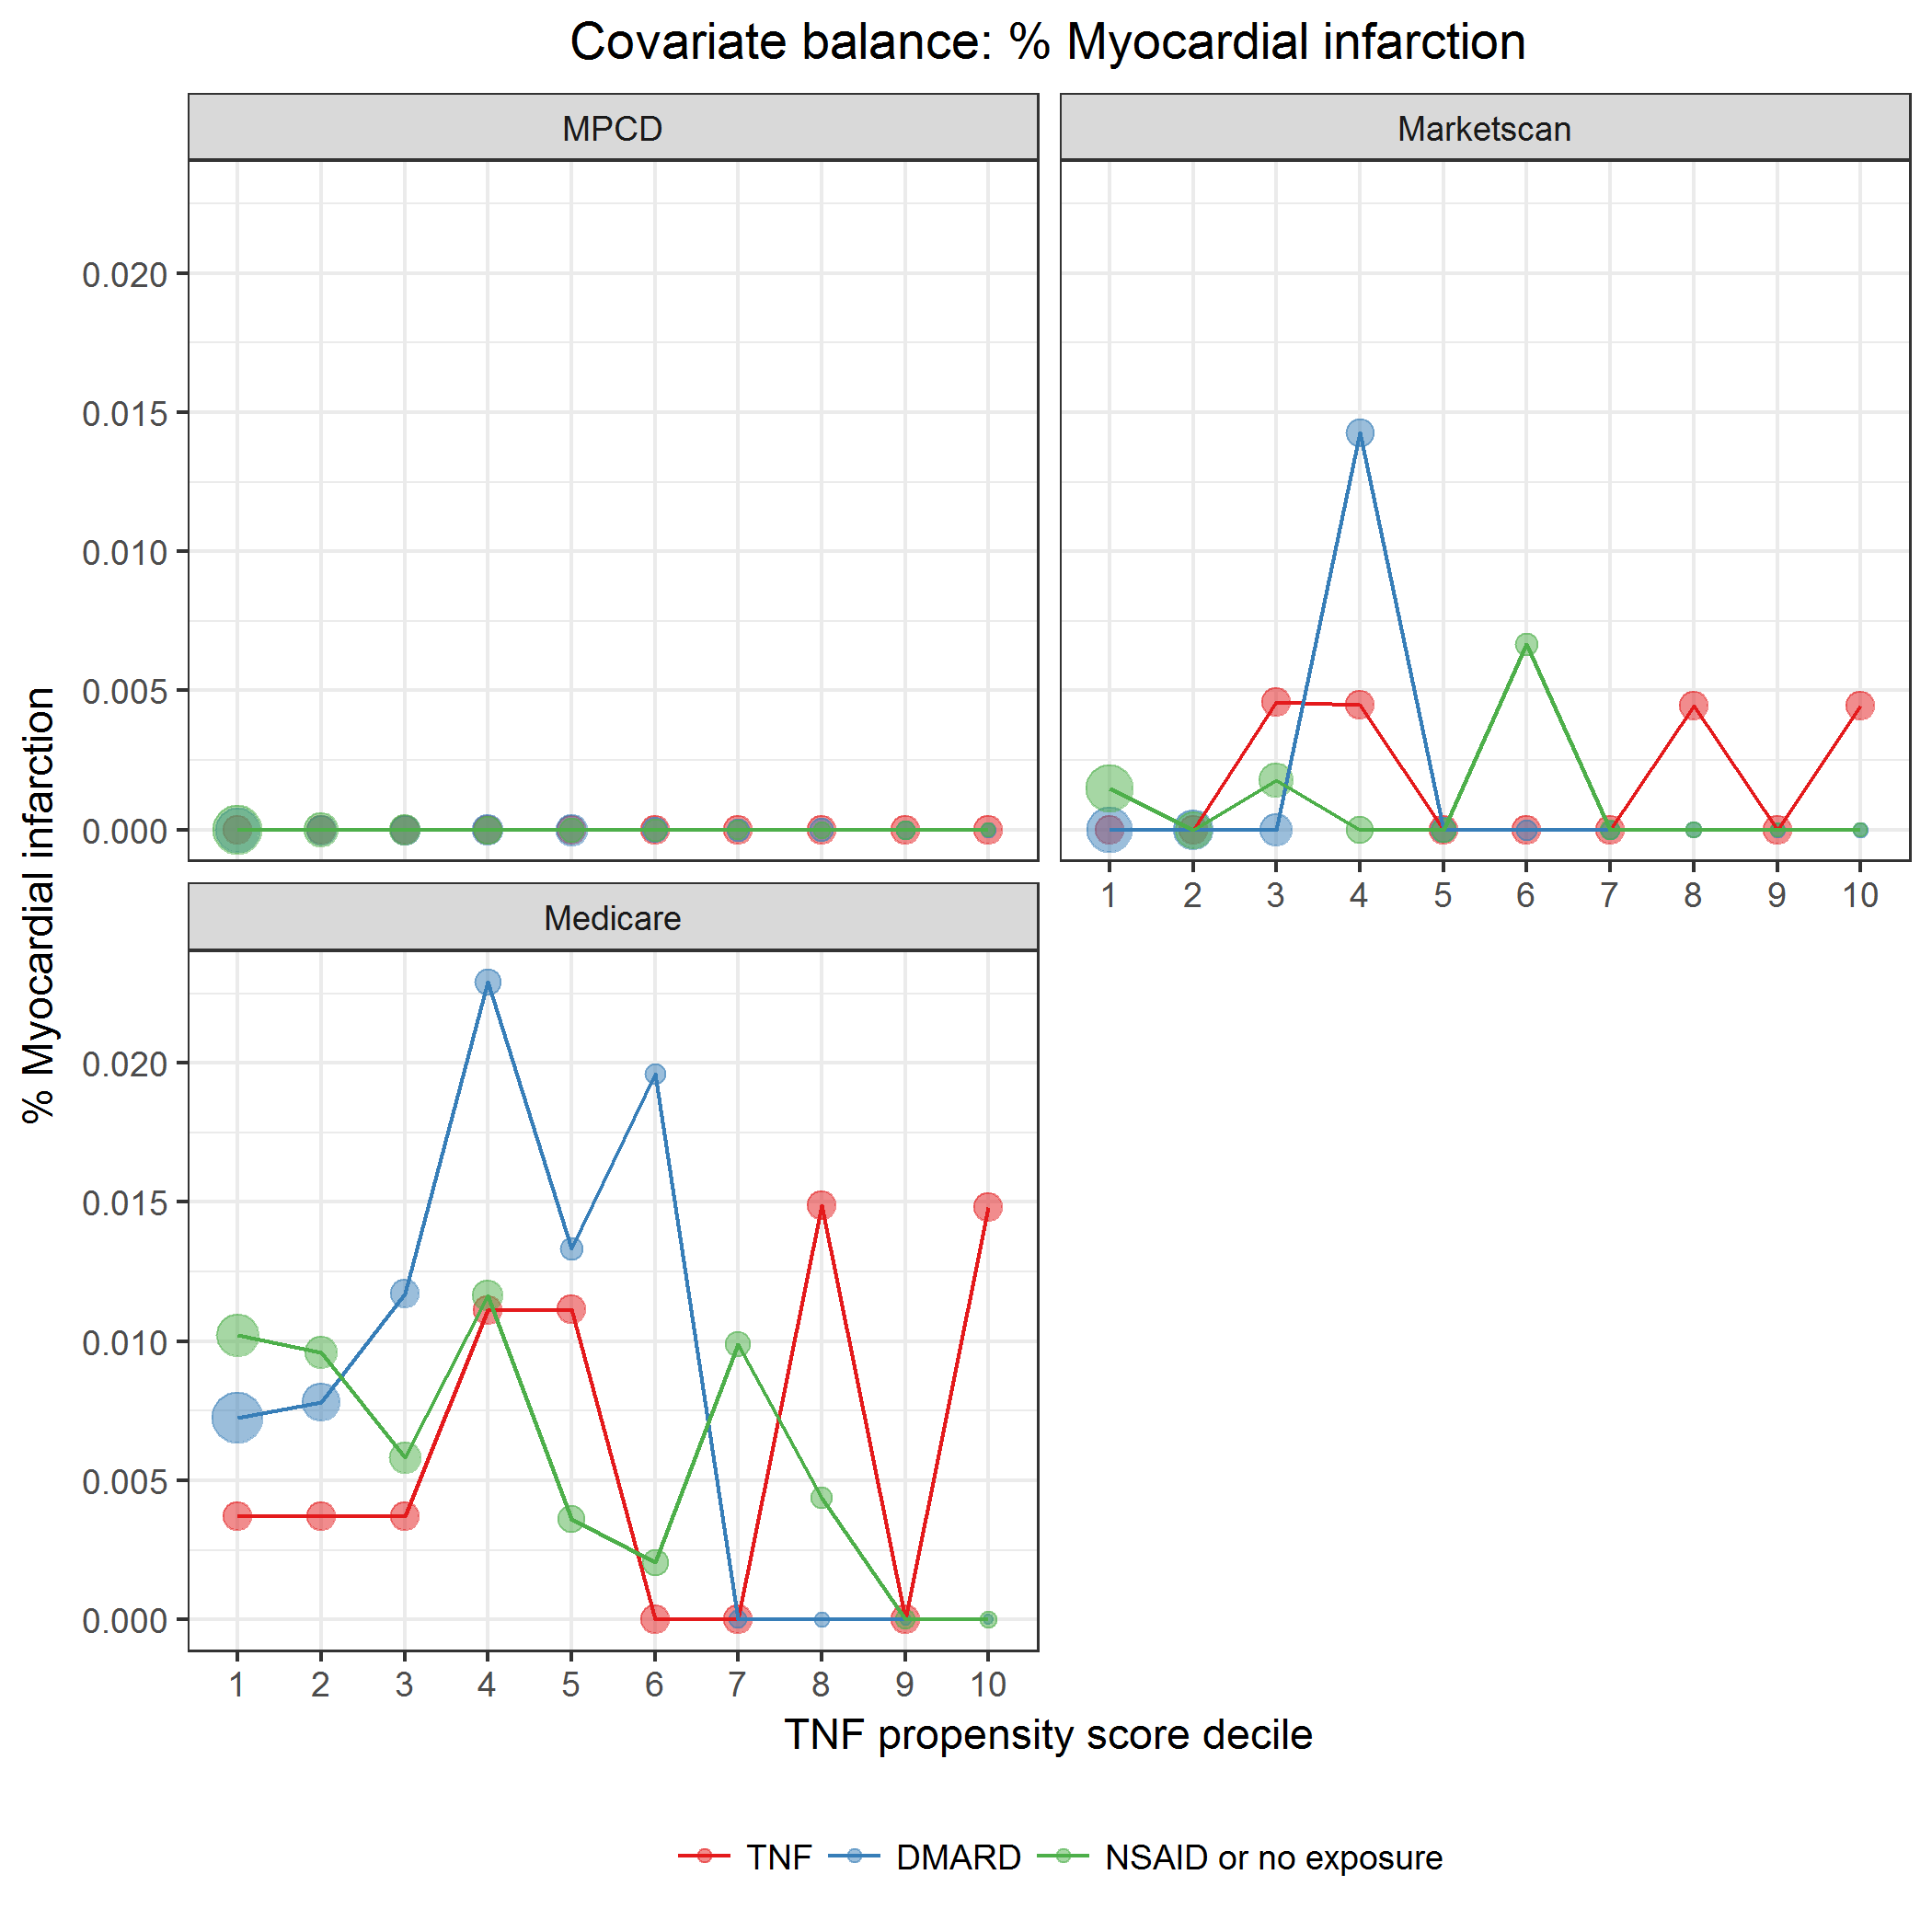 Covariate balance: % Myocardial infarction
MPCD
Marketscan
0.020
0.015
0.010
0.005
0.000
1 2 3 4 5 6 7 8 9 10
Medicare
% Myocardial infarction
0.020
0.015
0.010
0.005
0.000
1 2 3 4 5 6 7 8 9 10
TNF propensity score decile
TNF DMARD NSAID or no exposure